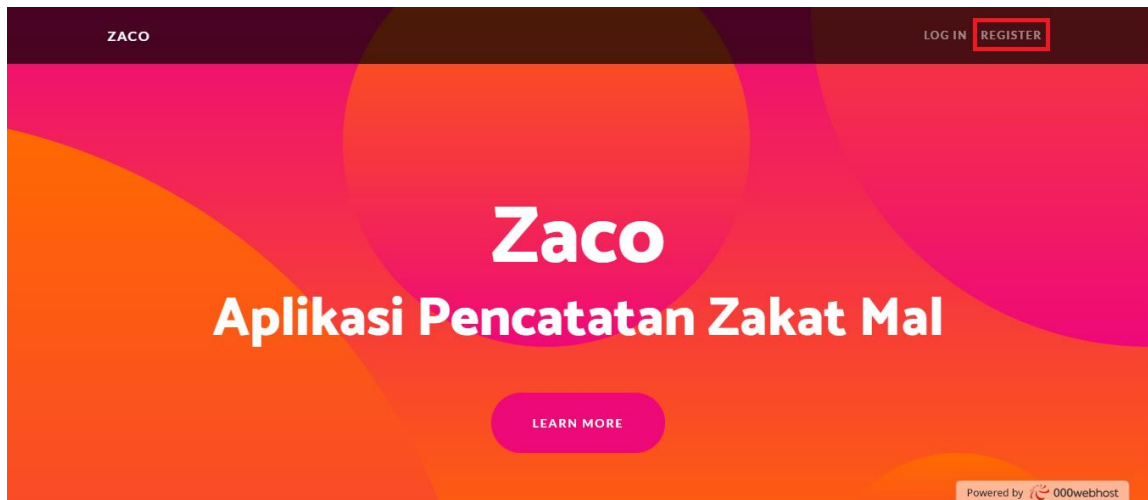 ZACO
LOG IN REGISTER
Zaco
Aplikasi Pencatatan Zakat Mal
LEARN MORE
Powered by 000webhost